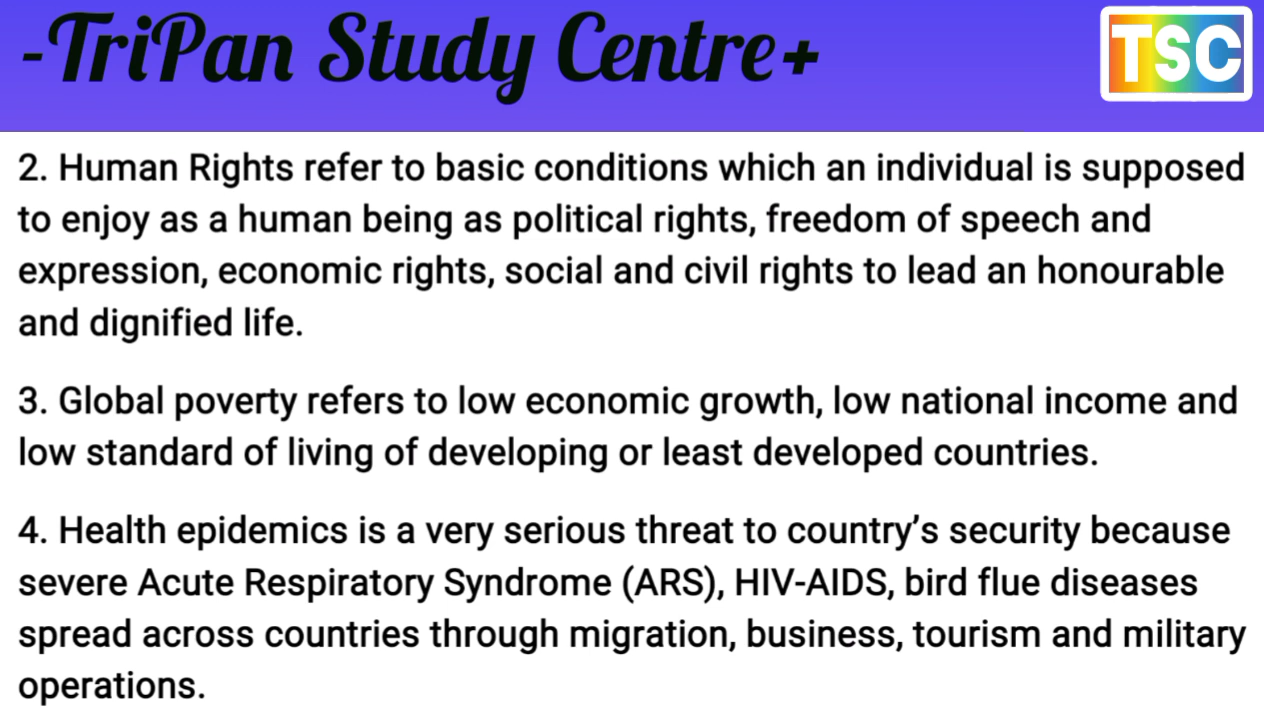 -TriPan Study Centre+
TSC
2. Human Rights refer to basic conditions which an individual is supposed
to enjoy as a human being as political rights, freedom of speech and
expression, economic rights, social and civil rights to lead an honourable
and dignified life.
3. Global poverty refers to low economic growth, low national income and
low standard of living of developing or least developed countries.
4. Health epidemics is a very serious threat to country’s security because
severe Acute Respiratory Syndrome (ARS), HIV-AIDS, bird flue diseases
spread across countries through migration, business, tourism and military
operations.